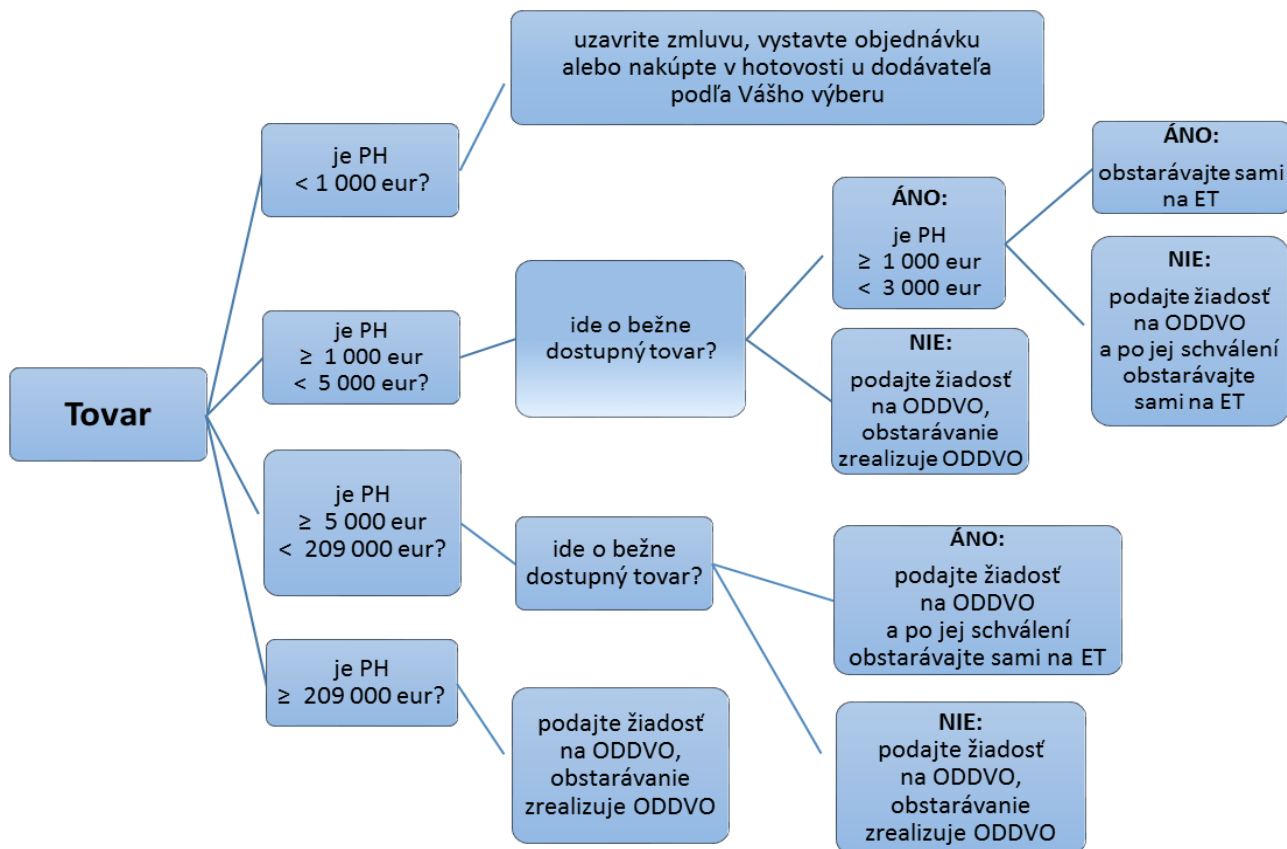 Tovar
je PH
< 1 000 eur?
uzavrite zmluvu, vystavte objednávku
alebo nakúpte v hotovosti u dodávateľa
podľa Vášho výberu
je PH
≥ 1 000 eur
< 5 000 eur?
ide o bežne
dostupný tovar?
ÁNO:
je PH
≥ 1 000 eur
< 3 000 eur
ÁNO:
obstarávajte sami
na ET
NIE:
podajte žiadosť
na ODDVO
a po jej schválení
obstarávajte
sami na ET
NIE:
podajte žiadosť
na ODDVO,
obstarávanie
zrealizuje ODDVO
je PH
≥ 5 000 eur
< 209 000 eur?
ide o bežne
dostupný tovar?
ÁNO:
podajte žiadosť
na ODDVO
a po jej schválení
obstarávajte sami na ET
NIE:
podajte žiadosť
na ODDVO,
obstarávanie
zrealizuje ODDVO
je PH
≥ 209 000 eur?
podajte žiadosť
na ODDVO,
obstarávanie
zrealizuje ODDVO